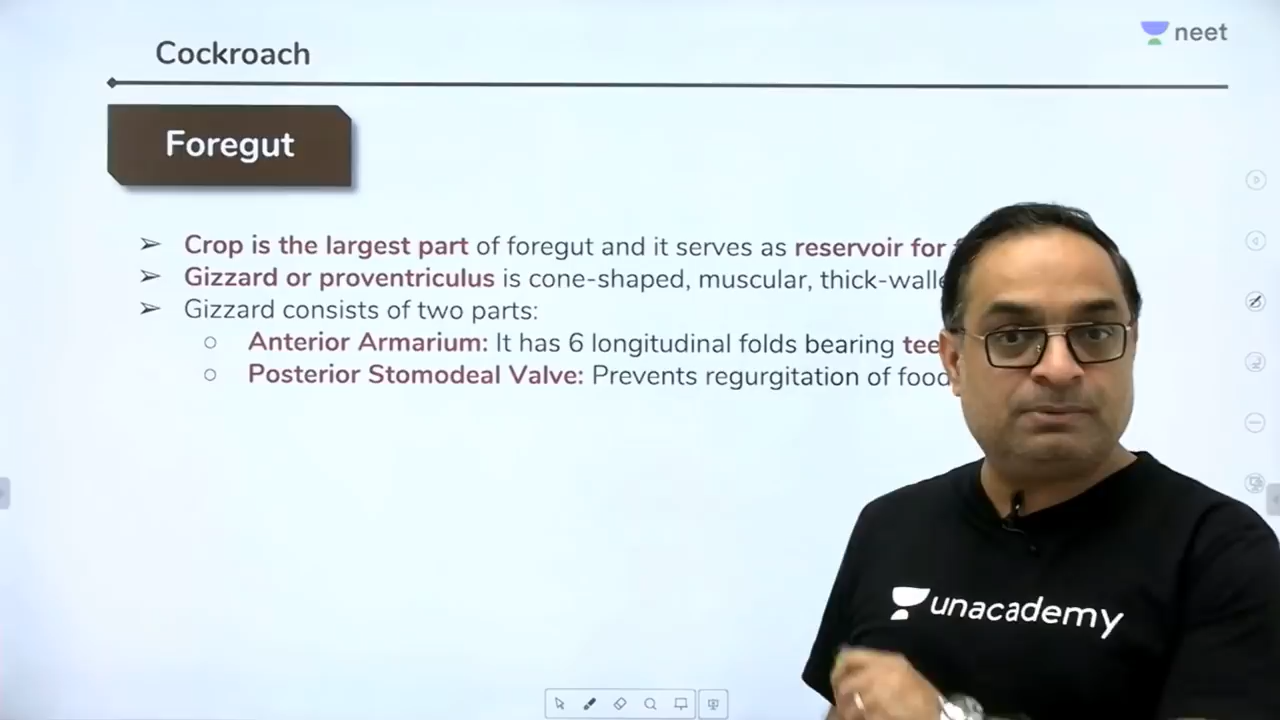 neet
Cockroach
Foregut
➢ Crop is the largest part of foregut and it serves as reservoir for
➢ Gizzard or proventriculus is cone-shaped, muscular, thick-walle
➢ Gizzard consists of two parts:
○ Anterior Armarium: It has 6 longitudinal folds bearing tee
○ Posterior Stomodeal Valve: Prevents regurgitation of food
unacademy